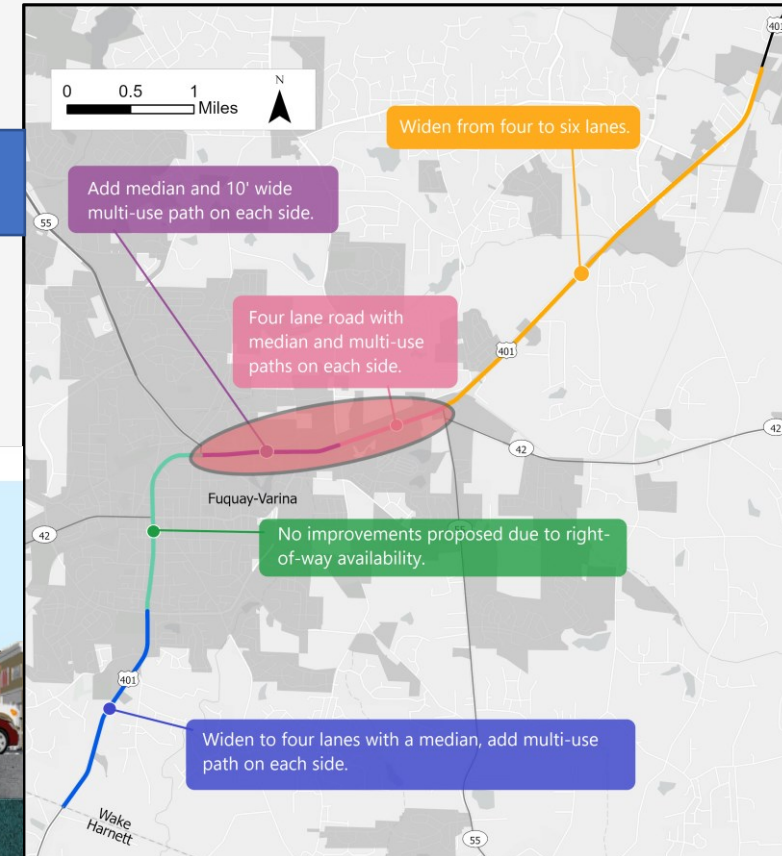 401
N
0 0.5 1
Miles
Widen from four to six lanes.
Add median and 10' wide
multi-use path on each side.
55
Four lane road with
median and multi-use
paths on each side.
401
42
42
Fuquay-Varina
42
No improvements proposed due to right-
of-way availability.
55
401
Widen to four lanes with a median, add multi-use
path on each side.
Wake
Harnett
55